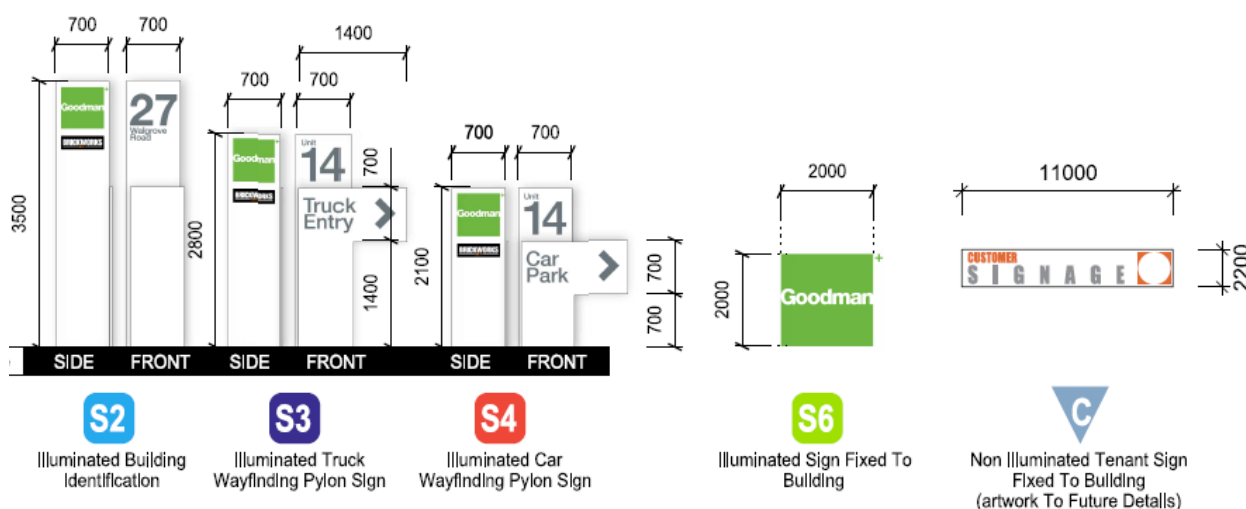 700
700
3500
Goodman
BRICKWORKS
27
Walgrove
Road
SIDE
FRONT
S2
Illuminated Building
Identification
1400
700
700
2800
Goodman
BRICKWORKS
Unit
14
Truck
Entry
700
1400
SIDE
FRONT
S3
Illuminated Truck
Wayfinding Pylon Sign
700
700
2100
Goodman
BRICKWORKS
Unit
14
Car
Park
700
700
SIDE
FRONT
S4
Illuminated Car
Wayfinding Pylon Sign
2000
2000
Goodman
S6
Illuminated Sign Fixed To
Building
11000
CUSTOMER
SIGNAGE
2200
C
Non Illuminated Tenant Sign
Fixed To Building
(artwork To Future Details)